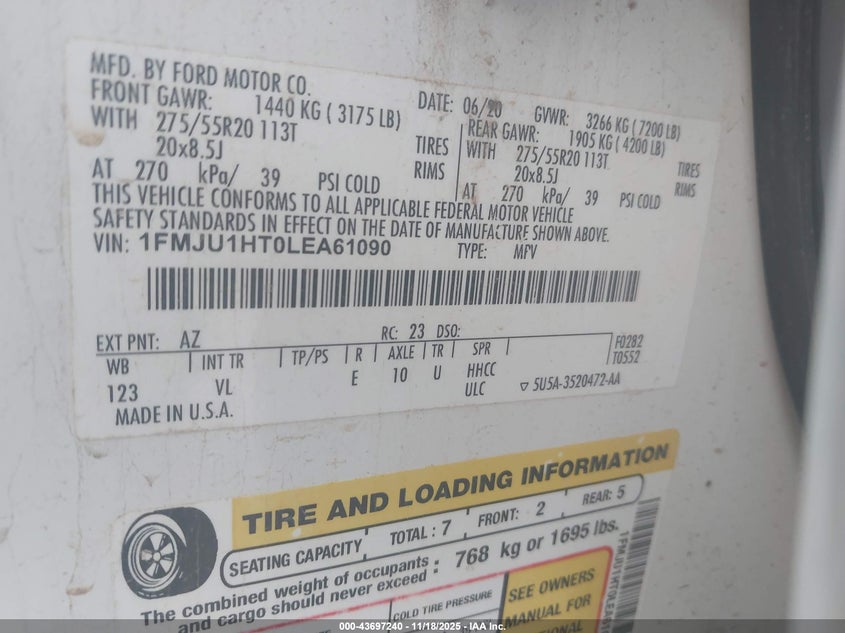 MFD. BY FORD MOTOR CO.
DATE: 06/20 GVWR: 3266 KG ( 7200 LB)
FRONT GAWR: 1440 KG ( 3175 LB) REAR GAWR: 1905 KG ( 4200 LB)
WITH 275/55R20 113T TIRES WITH 275/55R20 113T TIRES
20x8.5J RIMS 20x8.5J RIMS
AT 270 kPa/ 39 PSI COLD AT 270 kPa/ 39 PSI COLD
THIS VEHICLE CONFORMS TO ALL APPLICABLE FEDERAL MOTOR VEHICLE
SAFETY STANDARDS IN EFFECT ON THE DATE OF MANUFACTURE SHOWN ABOVE.
VIN: 1FMJU1HT0LEA61090 TYPE: MPV
EXT PNT: AZ RC: 23 DSO:
WB INT TR TP/PS R AXLE TR SPR F0282
123 VL E 10 U HHCC T0552
ULC ▽ 5U5A-3520472-AA
MADE IN U.S.A.
TIRE AND LOADING INFORMATION
SEATING CAPACITY TOTAL : 7 FRONT: 2 REAR: 5
The combined weight of occupants : 768 kg or 1695 lbs.
and cargo should never exceed
COLD TIRE PRESSURE
SEE OWNERS
MANUAL FOR
000-43697240 - 11/18/2025 - IAA Inc.